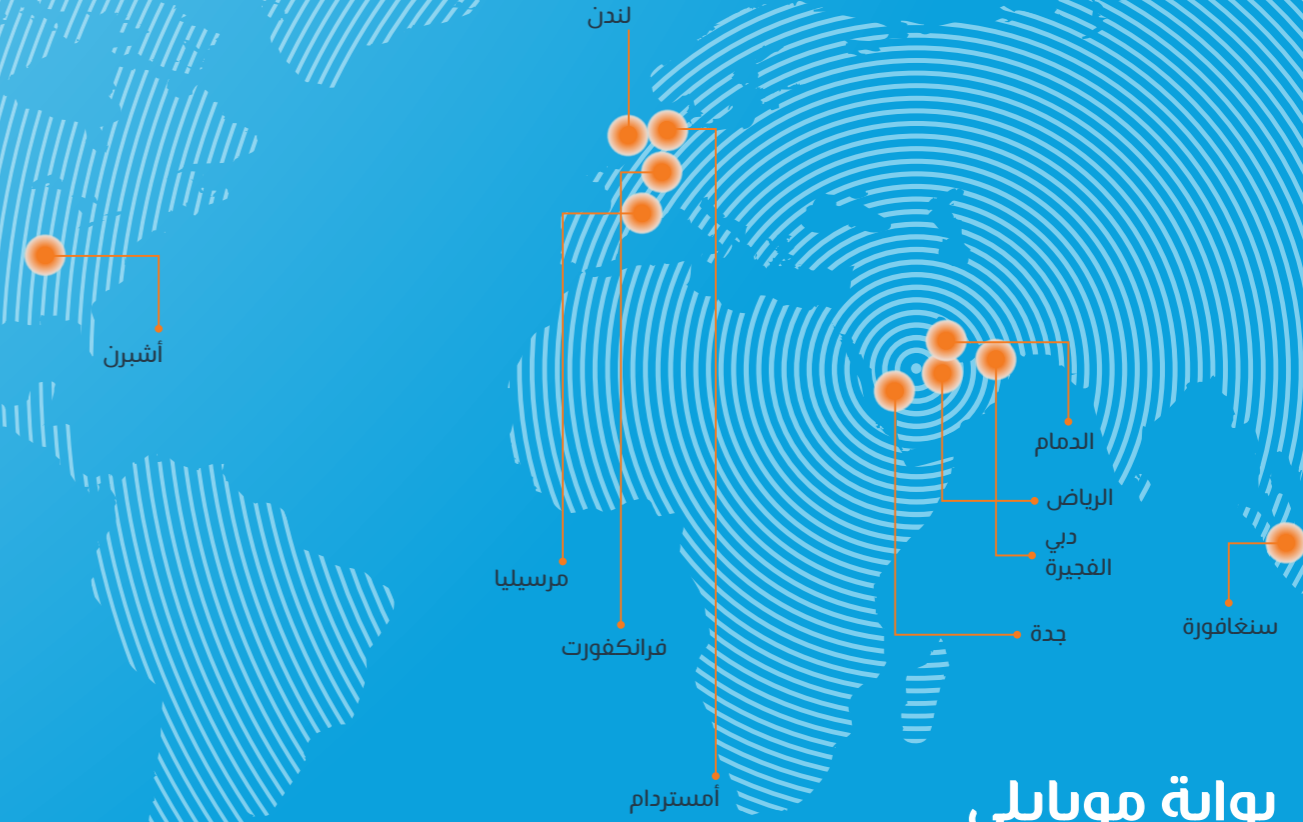 لندن
أشبرن
الدمام
الرياض
دبي
الفجيرة
مرسيليا
جدة
سنغافورة
فرانكفورت
أمستردام
بوابة موبايلي